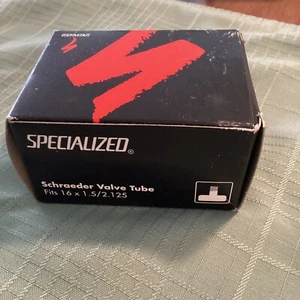 SPECIALIZED®
Schraeder Valve Tube
Fits 16 x 1.5/2.125